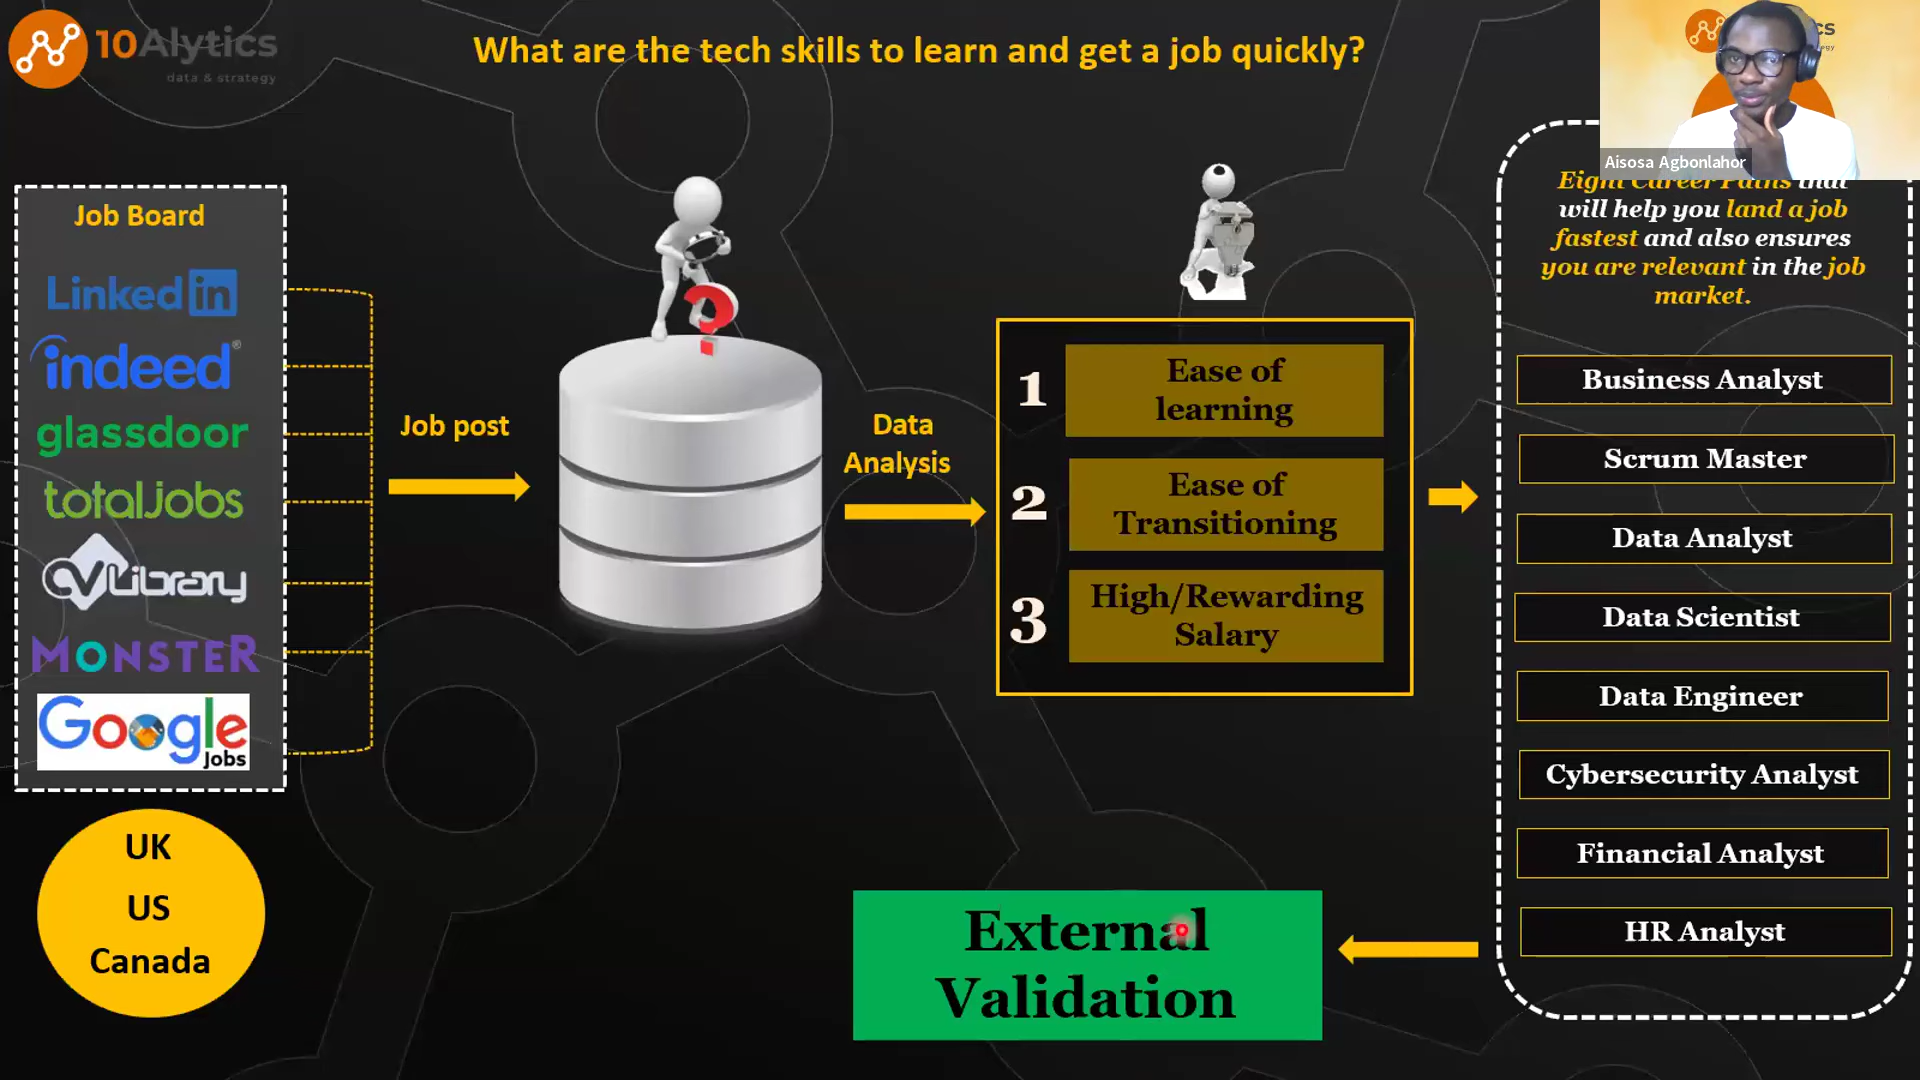 10Alytics
data & strategy
What are the tech skills to learn and get a job quickly?
Aisosa Agbonlahor
Job Board
LinkedIn
indeed®
glassdoor
totaljobs
CVLibrary
MONSTER
Google
Jobs
UK
US
Canada
Job post
?
Data
Analysis
1
Ease of
learning
2
Ease of
Transitioning
3
High/Rewarding
Salary
Eight Career Paths that
will help you land a job
fastest and also ensures
you are relevant in the job
market.
Business Analyst
Scrum Master
Data Analyst
Data Scientist
Data Engineer
Cybersecurity Analyst
Financial Analyst
HR Analyst
External
Validation